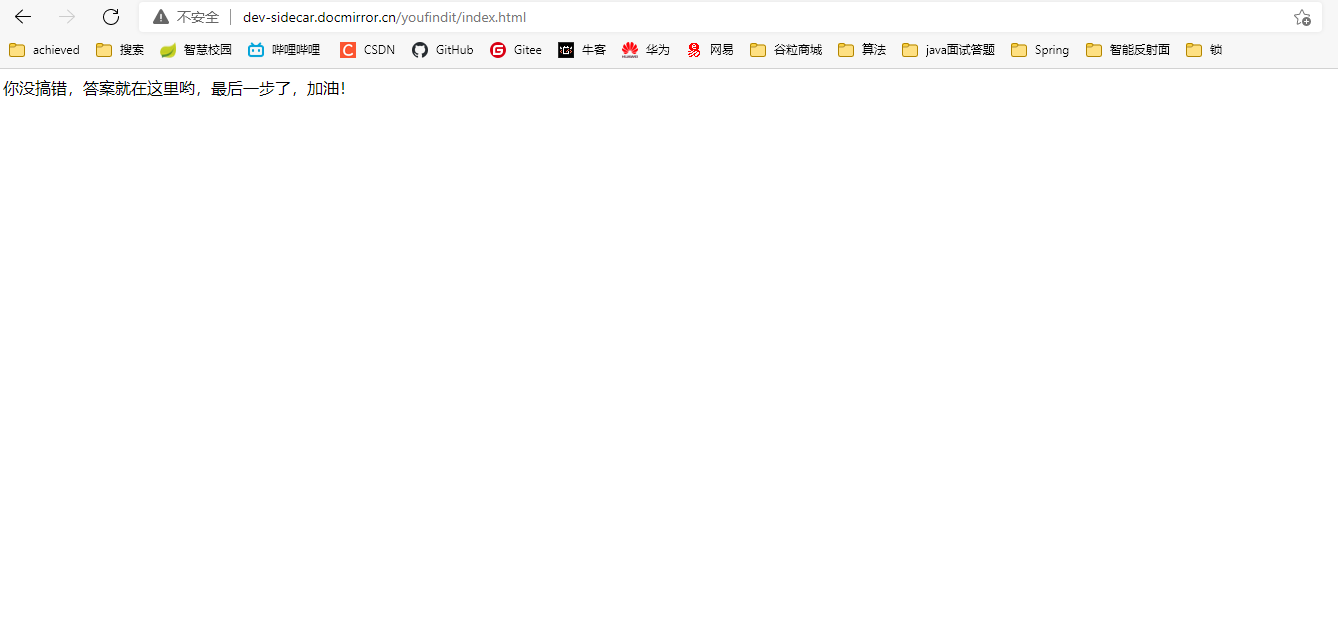 不安全 dev-sidecar.docmirror.cn/youfindit/index.html
achieved 搜索 智慧校园 哔哩哔哩 CSDN GitHub Gitee 牛客 华为 网易 谷粒商城 算法 java面试答题 Spring 智能反射面 锁
你没搞错，答案就在这里哟，最后一步了，加油！